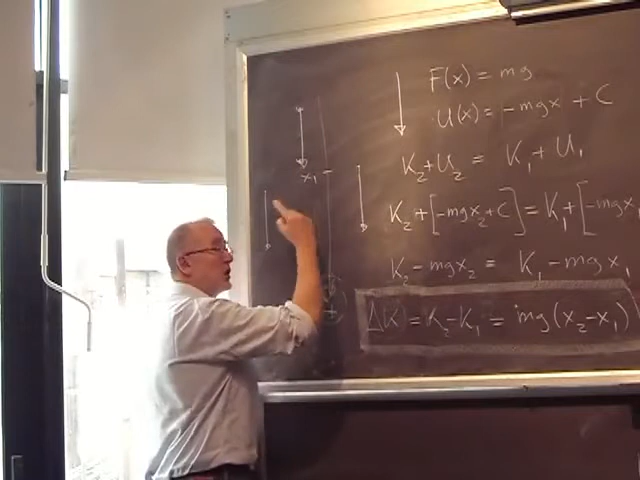 F(x) = mg
U(x) = -mgx + C
x₁
K₂+U₂ = K₁+U₁
K₂+[-mgx₂+C]=K₁+[-mgx₁
K₂-mgx₂ = K₁-mgx₁
ΔK = K₂-K₁ = mg(x₂-x₁)